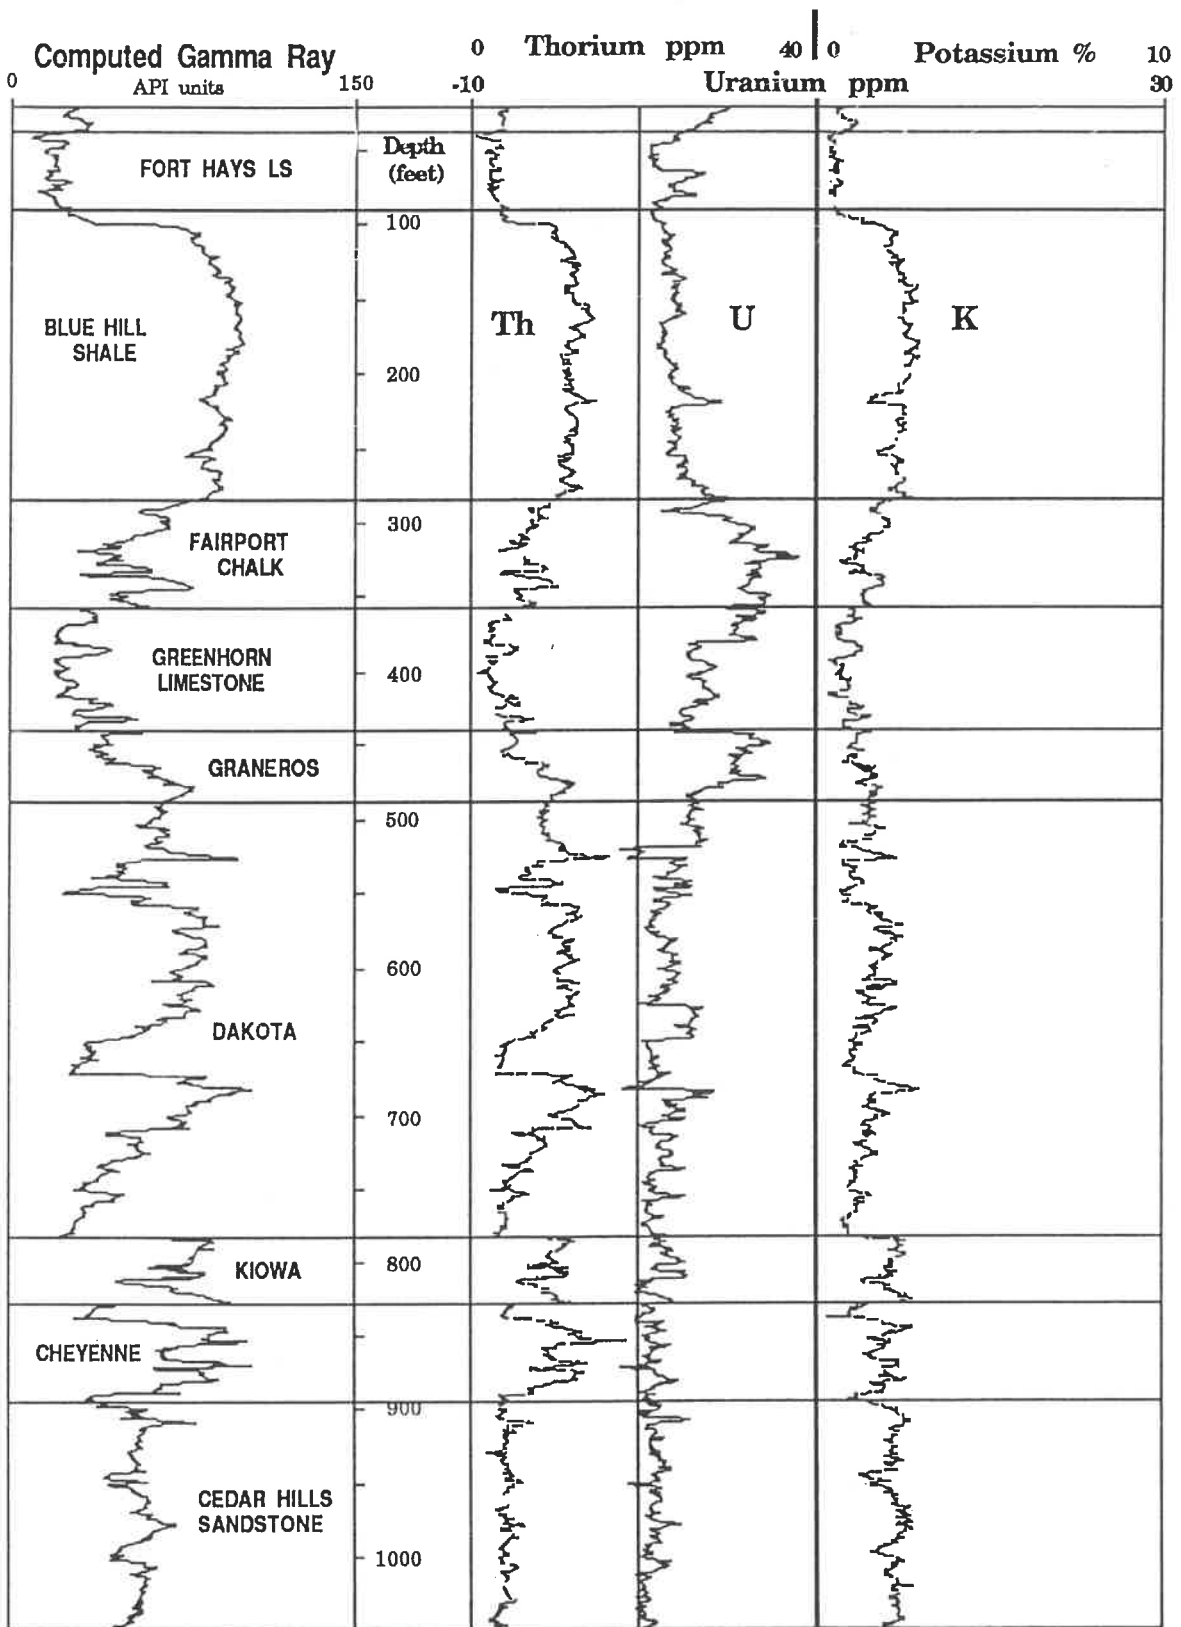 Computed Gamma Ray
0 API units 150
0 Thorium ppm 40
0 Potassium % 10
-10 Uranium ppm 30
Depth
(feet)
FORT HAYS LS
100
Th
U
K
BLUE HILL
SHALE
200
300
FAIRPORT
CHALK
GREENHORN
LIMESTONE
400
GRANEROS
500
600
DAKOTA
700
800
KIOWA
CHEYENNE
900
CEDAR HILLS
SANDSTONE
1000